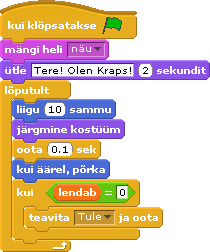 kui klõpsatakse
mängi heli näu
ütle Tere! Olen Kraps! 2 sekundit
lõputult
liigu 10 sammu
järgmine kostüüm
oota 0.1 sek
kui äärel, põrka
kui lendab = 0
teavita Tule ja oota